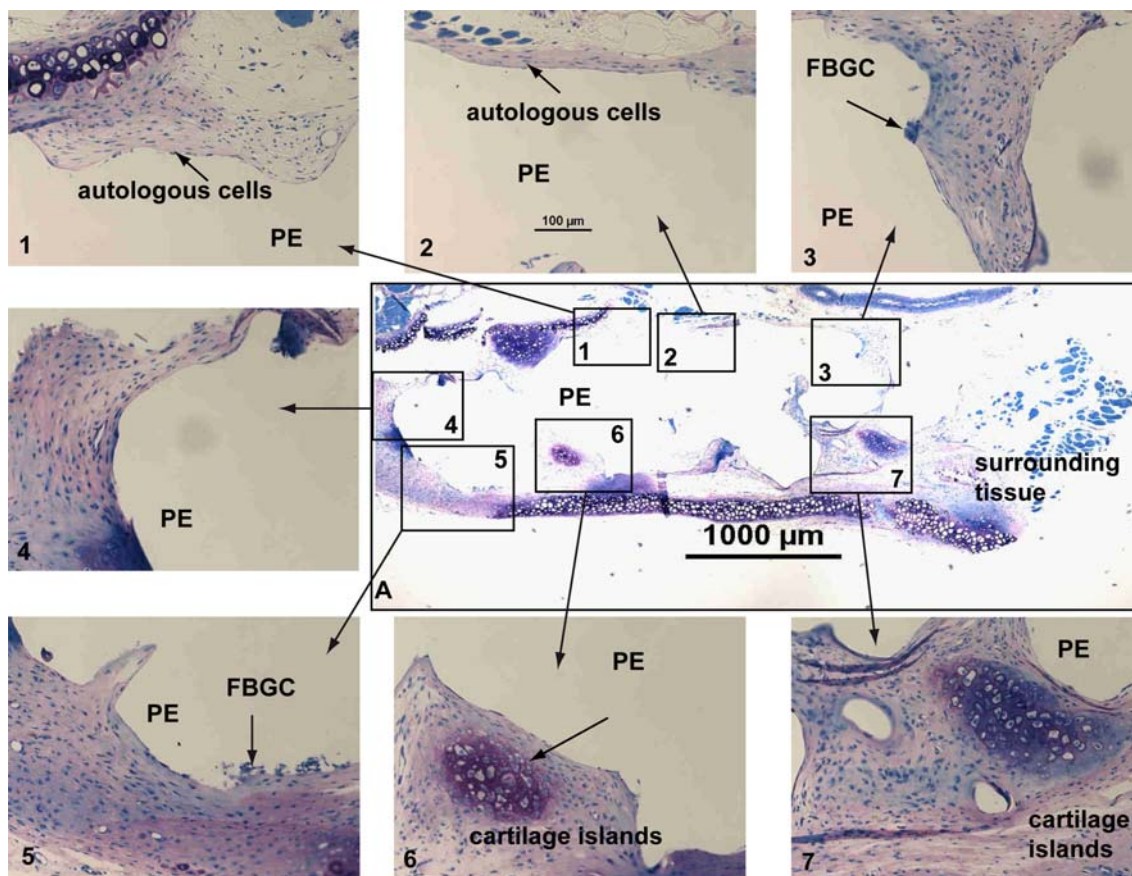 autologous cells
PE
1
autologous cells
PE
100 µm
2
FBGC
PE
3
PE
4
1
2
3
4
PE
5
6
7
surrounding
tissue
1000 µm
A
FBGC
PE
5
PE
cartilage islands
6
PE
cartilage
islands
7